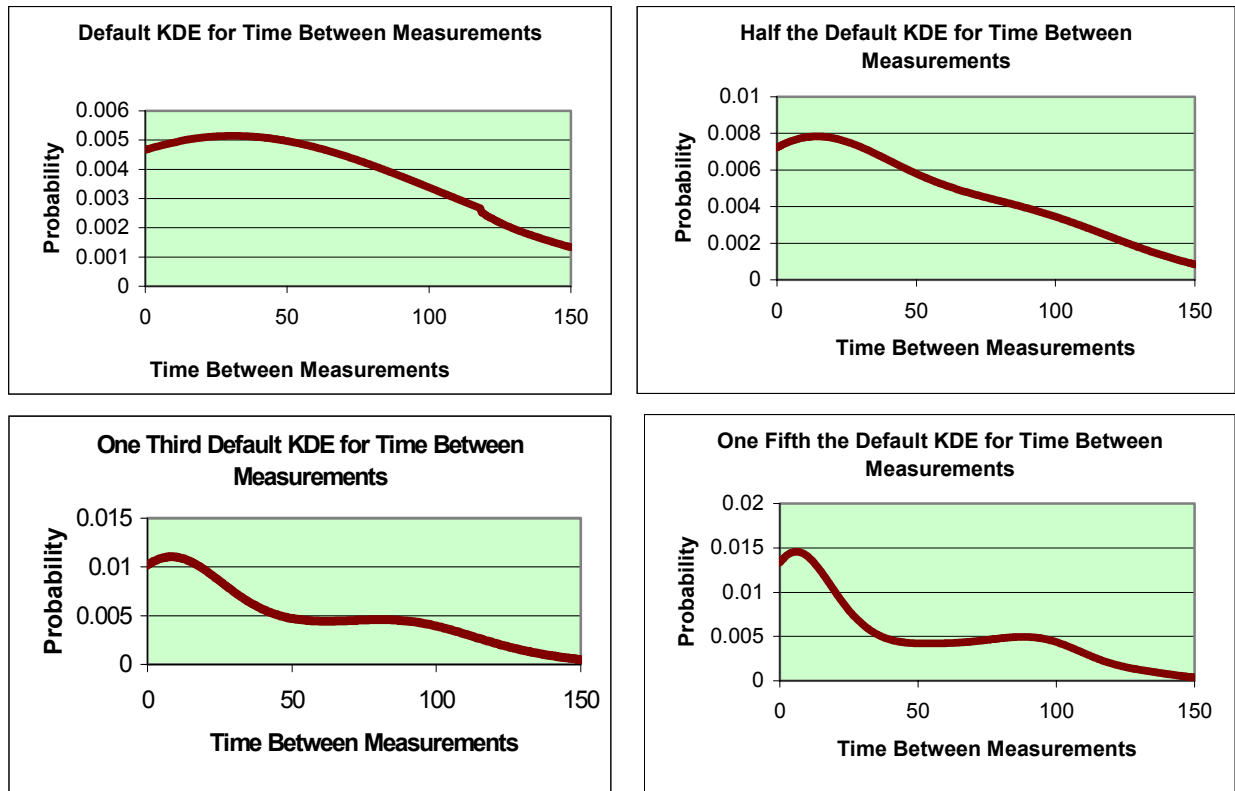 Default KDE for Time Between Measurements
0.006
0.005
0.004
0.003
0.002
0.001
0
Probability
0 50 100 150
Time Between Measurements
Half the Default KDE for Time Between
Measurements
0.01
0.008
0.006
0.004
0.002
0
Probability
0 50 100 150
Time Between Measurements
One Third Default KDE for Time Between
Measurements
0.015
0.01
0.005
0
Probability
0 50 100 150
Time Between Measurements
One Fifth the Default KDE for Time Between
Measurements
0.02
0.015
0.01
0.005
0
Probability
0 50 100 150
Time Between Measurements